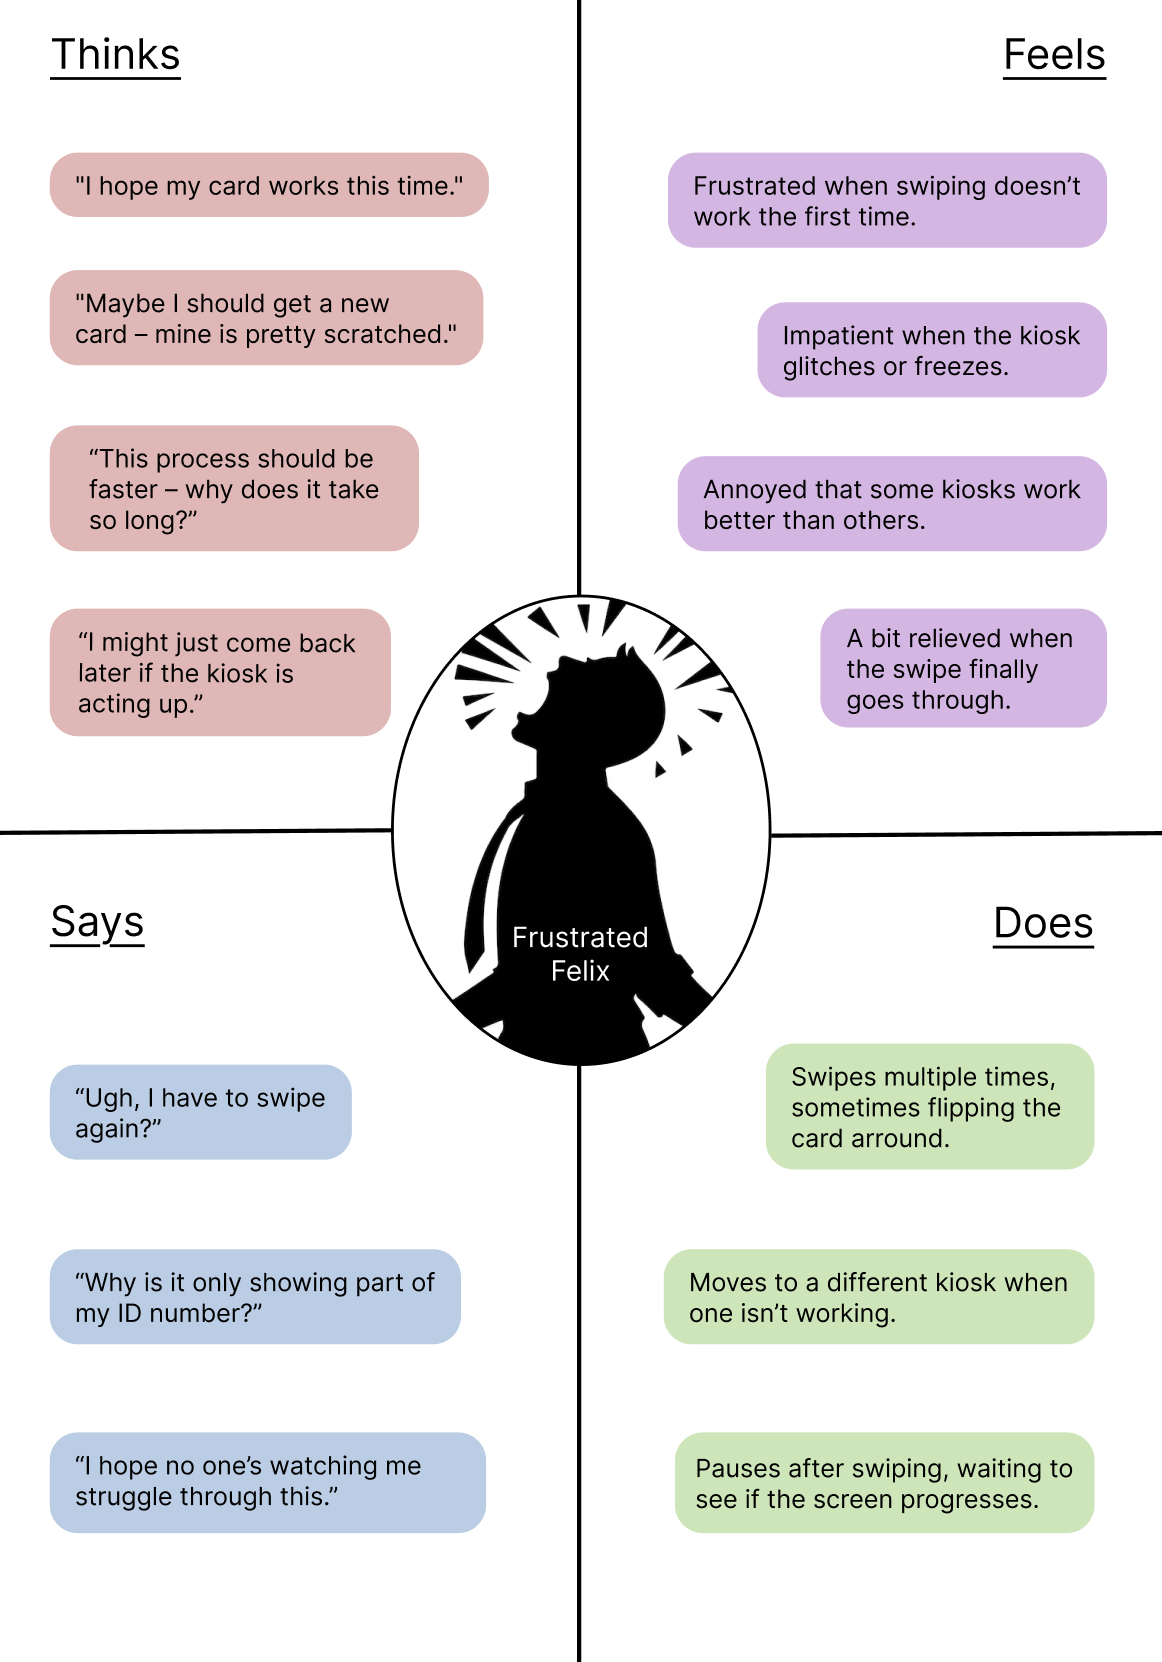 Thinks
"I hope my card works this time."
"Maybe I should get a new
card – mine is pretty scratched."
“This process should be
faster – why does it take
so long?”
“I might just come back
later if the kiosk is
acting up.”
Feels
Frustrated when swiping doesn’t
work the first time.
Impatient when the kiosk
glitches or freezes.
Annoyed that some kiosks work
better than others.
A bit relieved when
the swipe finally
goes through.
Frustrated
Felix
Says
“Ugh, I have to swipe
again?”
“Why is it only showing part of
my ID number?”
“I hope no one’s watching me
struggle through this.”
Does
Swipes multiple times,
sometimes flipping the
card arround.
Moves to a different kiosk when
one isn’t working.
Pauses after swiping, waiting to
see if the screen progresses.